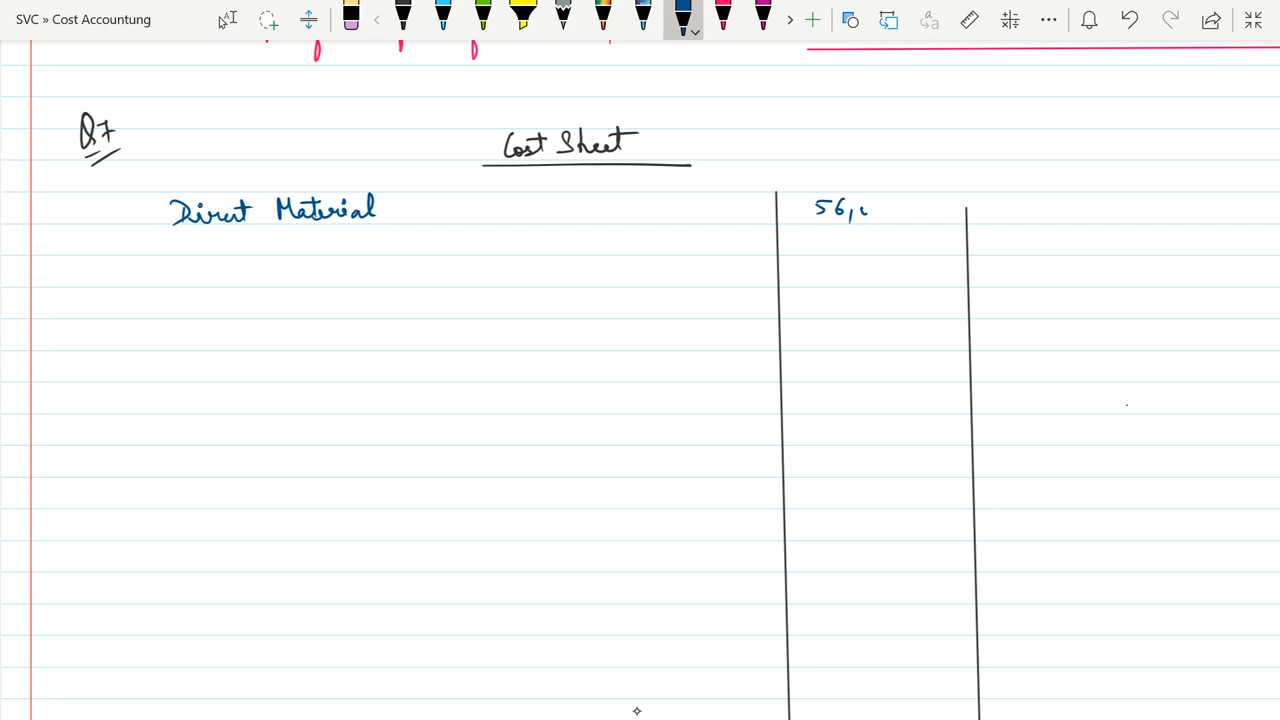 SVC » Cost Accountung
Q7
Cost Sheet
Direct Material 56,